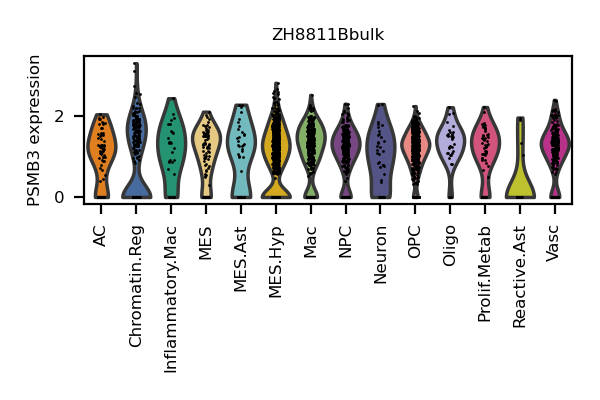 ZH8811Bbulk
PSMB3 expression
2
0
AC
Chromatin.Reg
Inflammatory.Mac
MES
MES.Ast
MES.Hyp
Mac
NPC
Neuron
OPC
Oligo
Prolif.Metab
Reactive.Ast
Vasc